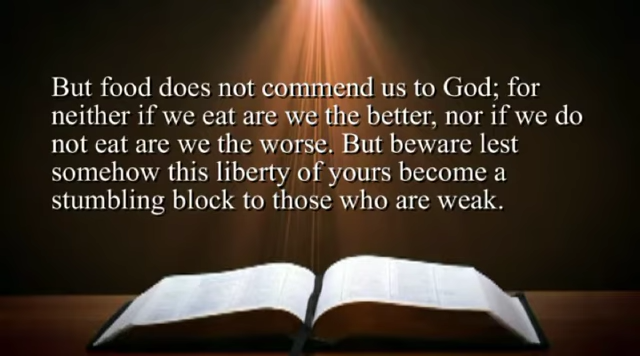 But food does not commend us to God; for
neither if we eat are we the better, nor if we do
not eat are we the worse. But beware lest
somehow this liberty of yours become a
stumbling block to those who are weak.